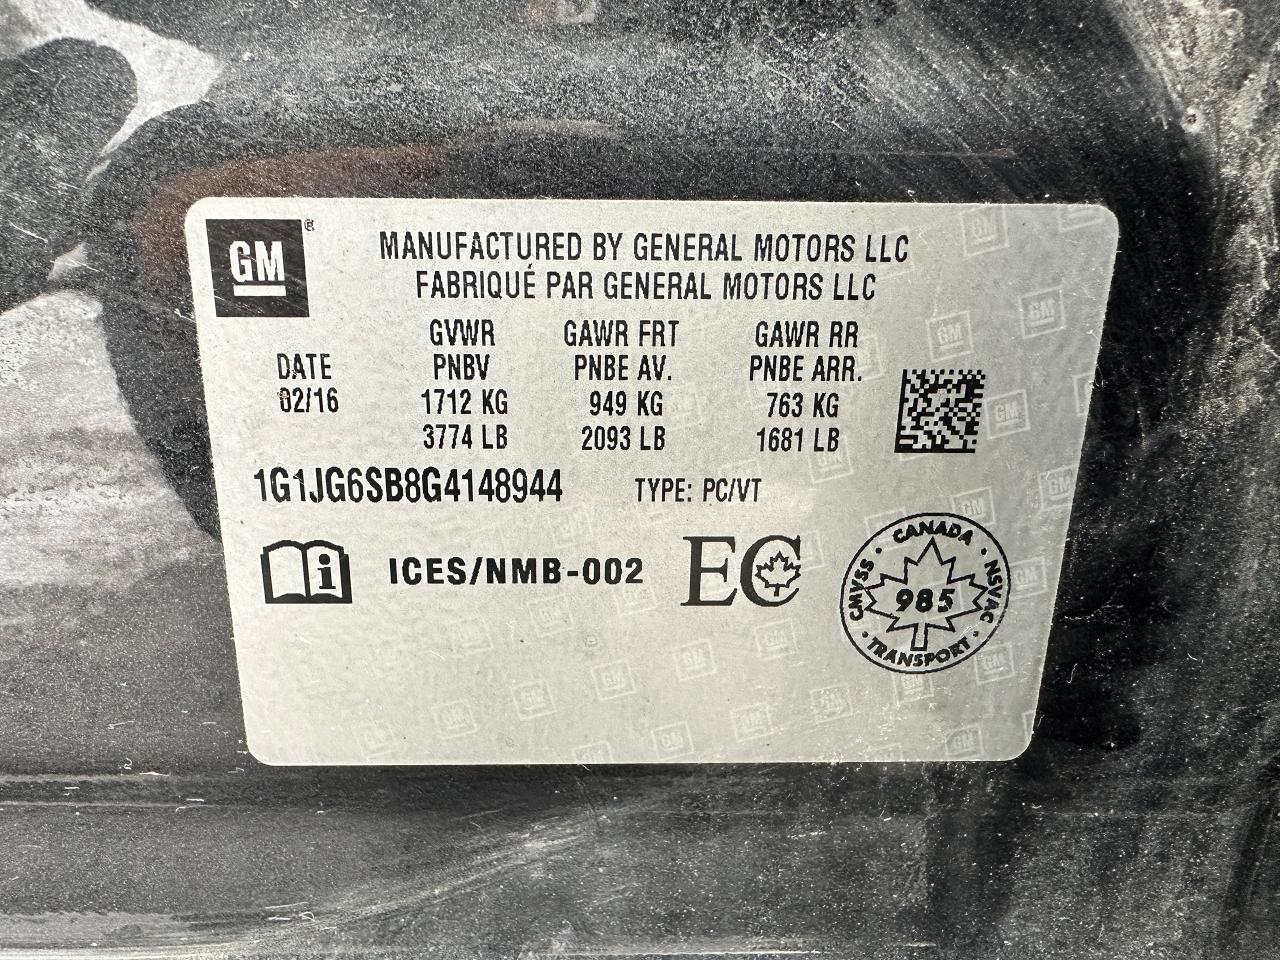 GM ®
MANUFACTURED BY GENERAL MOTORS LLC
FABRIQUÉ PAR GENERAL MOTORS LLC
GVWR GAWR FRT GAWR RR
DATE PNBV PNBE AV. PNBE ARR.
02/16 1712 KG 949 KG 763 KG
3774 LB 2093 LB 1681 LB
1G1JG6SB8G4148944 TYPE: PC/VT
i ICES/NMB-002 EC
CANADA
CMVSS · 985 · NSVAC
· TRANSPORT ·